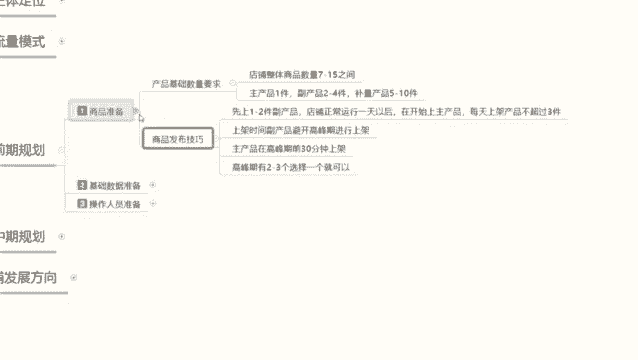 主体定位
流量模式
产品基础数量要求
店铺整体商品数量7-15之间
主产品1件，副产品2-4件，补量产品5-10件
1 商品准备
商品发布技巧
先上1-2件副产品，店铺正常运行一天以后，在开始上主产品，每天上架产品不超过3件
上架时间副产品避开高峰期进行上架
主产品在高峰期前30分钟上架
高峰期有2-3个选择一个就可以
前期规划
2 基础数据准备
3 操作人员准备
中期规划
铺发展方向